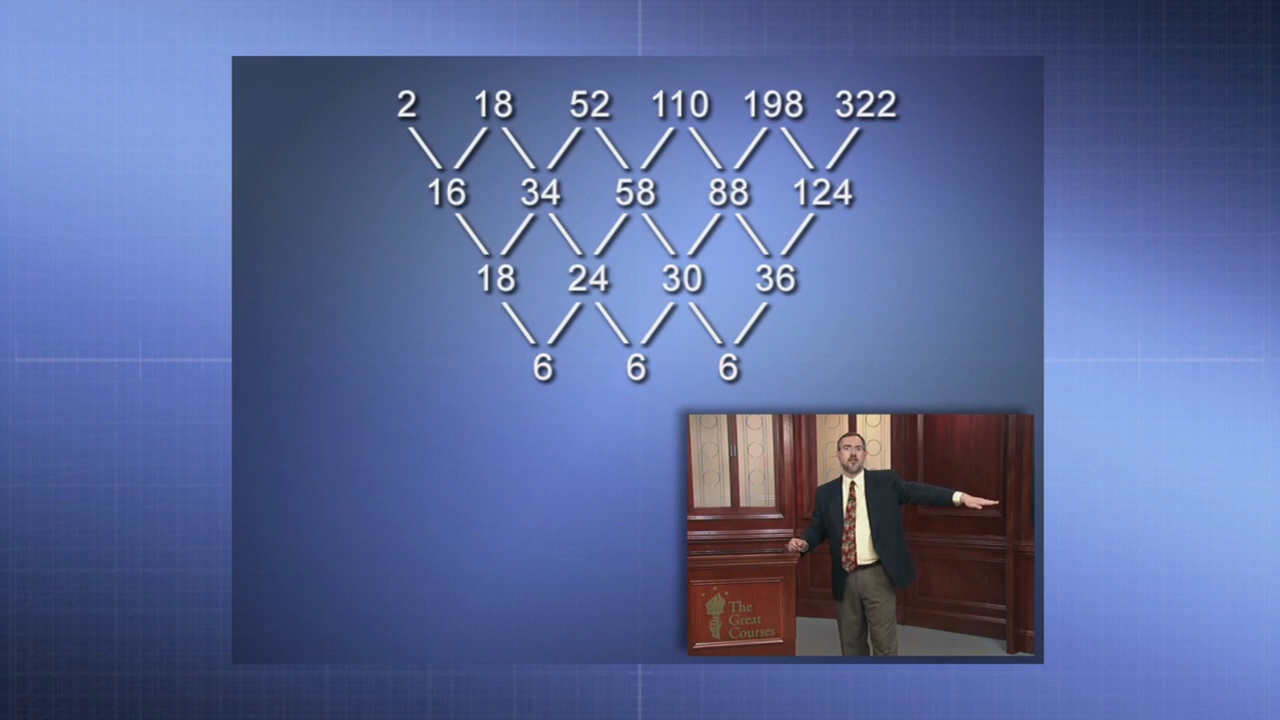 2 18 52 110 198 322
16 34 58 88 124
18 24 30 36
6 6 6
The
Great
Courses